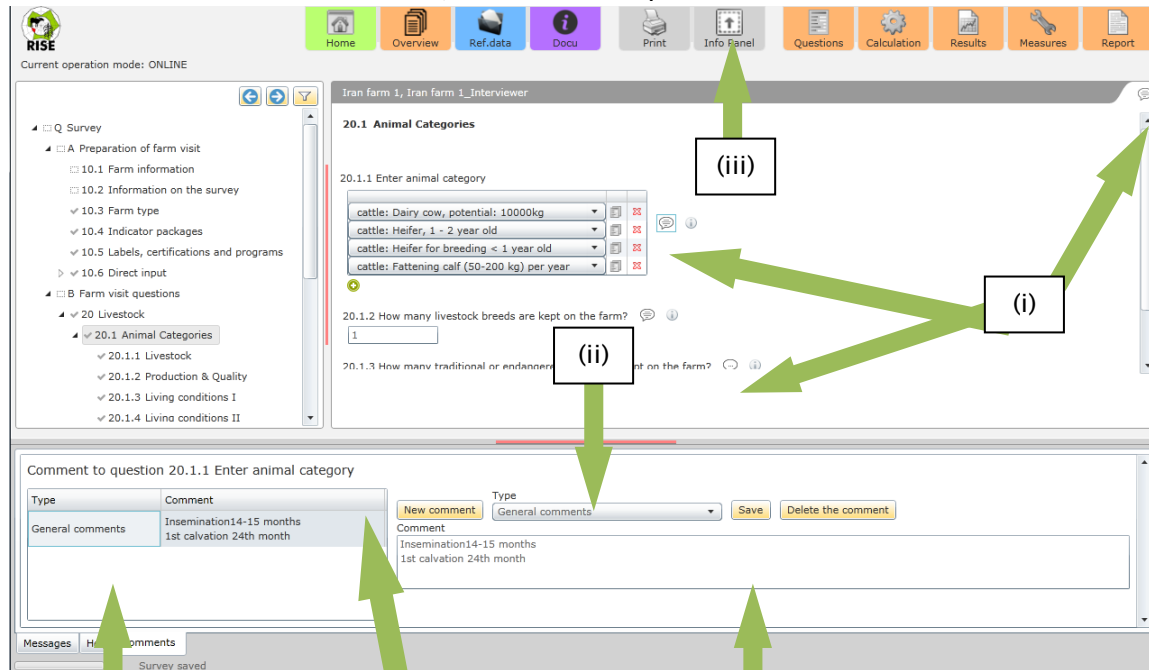 RISE
Home Overview Ref.data Docu Print Info Panel Questions Calculation Results Measures Report
Current operation mode: ONLINE
Q Survey
A Preparation of farm visit
10.1 Farm information
10.2 Information on the survey
10.3 Farm type
10.4 Indicator packages
10.5 Labels, certifications and programs
10.6 Direct input
B Farm visit questions
20 Livestock
20.1 Animal Categories
20.1.1 Livestock
20.1.2 Production & Quality
20.1.3 Living conditions I
20.1.4 Living conditions II
Iran farm 1, Iran farm 1_Interviewer
20.1 Animal Categories
(iii)
20.1.1 Enter animal category
cattle: Dairy cow, potential: 10000kg
cattle: Heifer, 1 - 2 year old
cattle: Heifer for breeding < 1 year old
cattle: Fattening calf (50-200 kg) per year
(i)
20.1.2 How many livestock breeds are kept on the farm?
1
(ii)
20.1.3 How many traditional or on the farm?
Comment to question 20.1.1 Enter animal category
Type Comment
General comments Insemination14-15 months
1st calvation 24th month
Type
New comment General comments Save Delete the comment
Comment
Insemination14-15 months
1st calvation 24th month
Messages
Survey saved